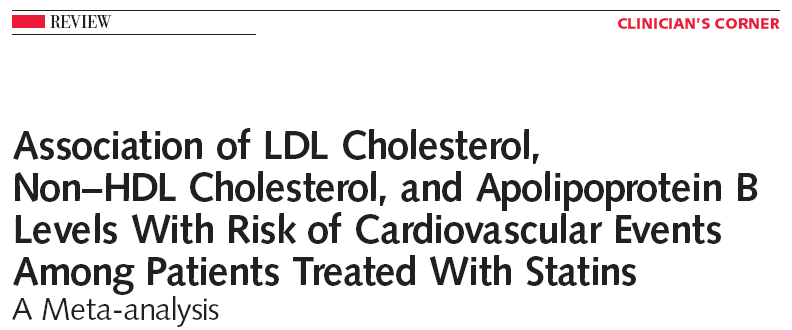 REVIEW
CLINICIAN'S CORNER
Association of LDL Cholesterol,
Non–HDL Cholesterol, and Apolipoprotein B
Levels With Risk of Cardiovascular Events
Among Patients Treated With Statins
A Meta-analysis